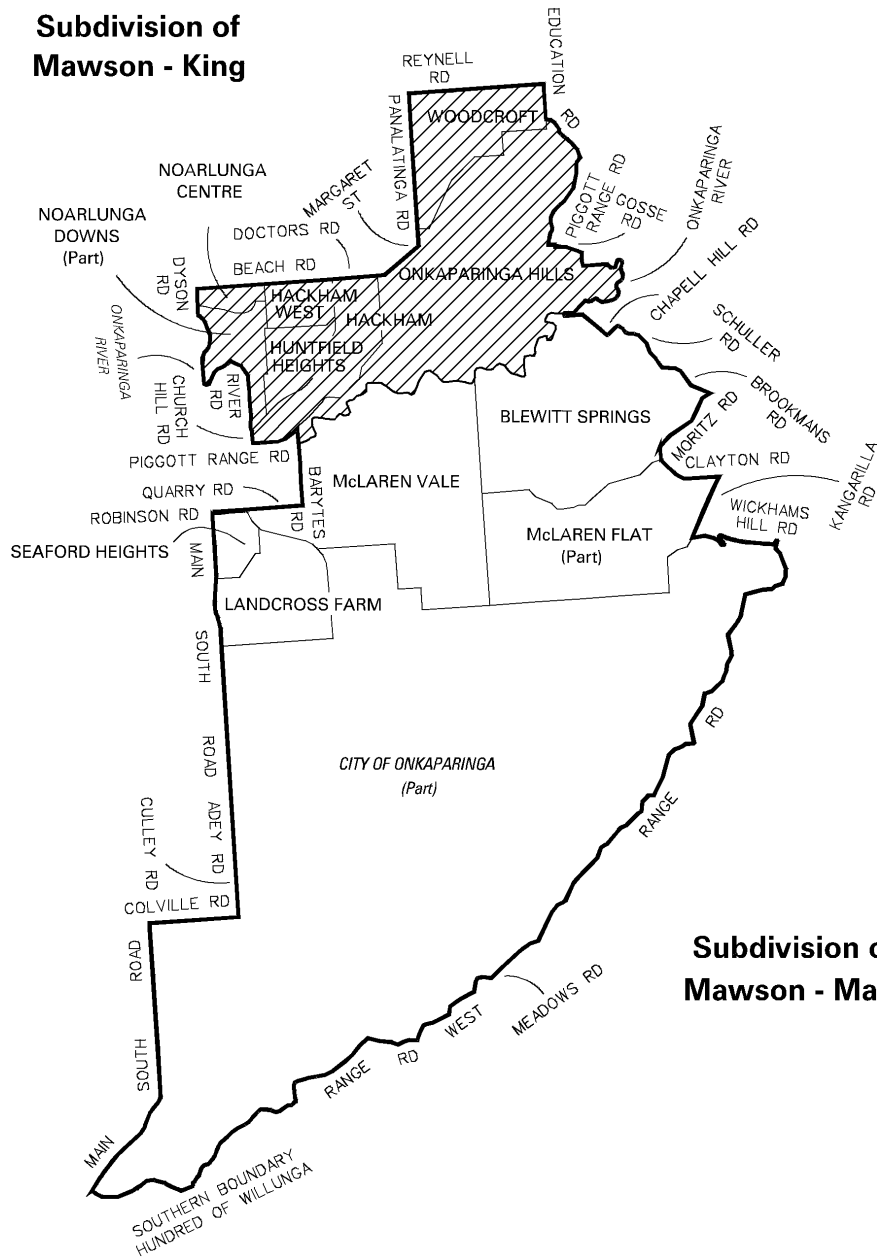 Subdivision of
Mawson - King
REYNELL
RD
EDUCATION
RD
PANALATINGA RD
WOODCROFT
NOARLUNGA
CENTRE
MARGARET
ST
PIGGOTT
RANGE RD
GOSSE
RD
ONKAPARINGA
RIVER
NOARLUNGA
DOWNS
(Part)
DOCTORS RD
BEACH RD
DYSON
RD
ONKAPARINGA HILLS
CHAPELL HILL RD
HACKHAM
WEST
HACKHAM
ONKAPARINGA
RIVER
SCHULLER
RD
HUNTFIELD
HEIGHTS
RIVER
RD
CHURCH
HILL RD
BROOKMANS
RD
BLEWITT SPRINGS
MORITZ RD
PIGGOTT RANGE RD
CLAYTON RD
McLAREN VALE
BARYTES
RD
KANGARILLA
RD
QUARRY RD
WICKHAMS
HILL RD
ROBINSON RD
McLAREN FLAT
(Part)
SEAFORD HEIGHTS
MAIN
LANDCROSS FARM
SOUTH
ROAD
RD
CITY OF ONKAPARINGA
(Part)
RANGE
ADEY RD
CULLEY RD
COLVILLE RD
ROAD
Subdivision o
Mawson - Ma
MEADOWS RD
WEST
SOUTH
RD
RANGE
MAIN
SOUTHERN BOUNDARY
HUNDRED OF WILLUNGA